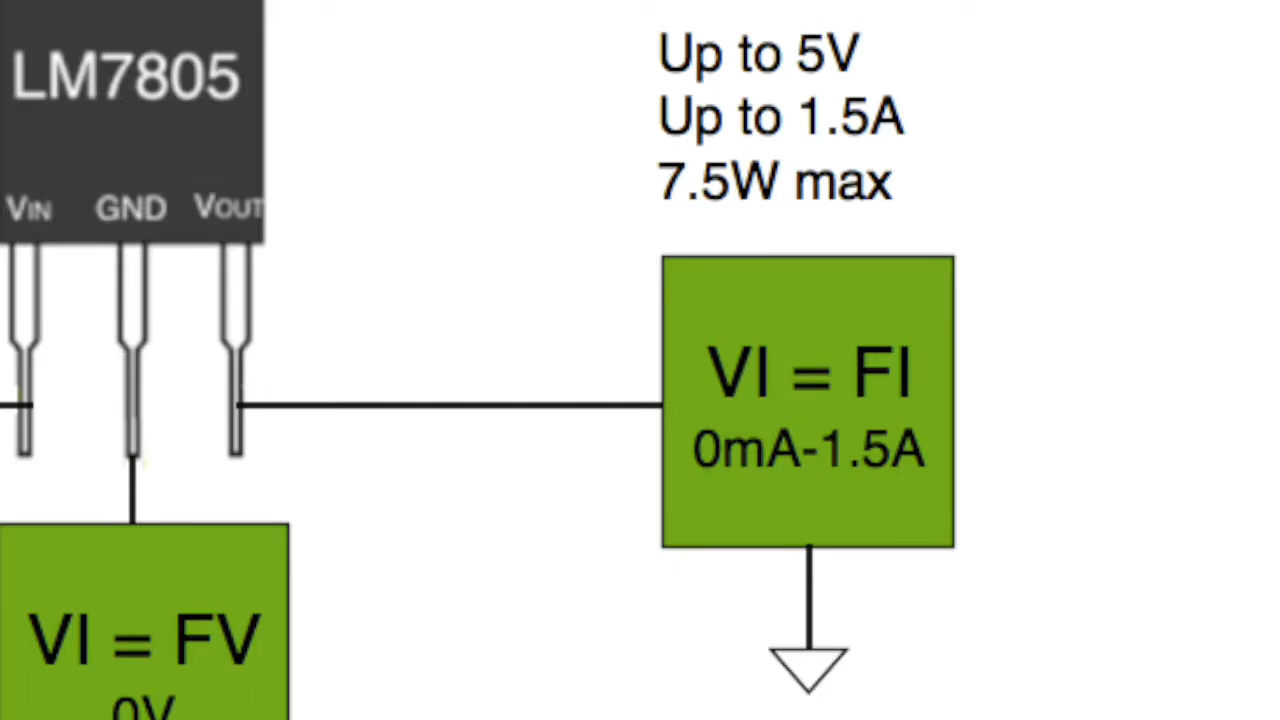 LM7805
VIN GND VOUT
Up to 5V
Up to 1.5A
7.5W max
VI = FI
0mA-1.5A
VI = FV
0V